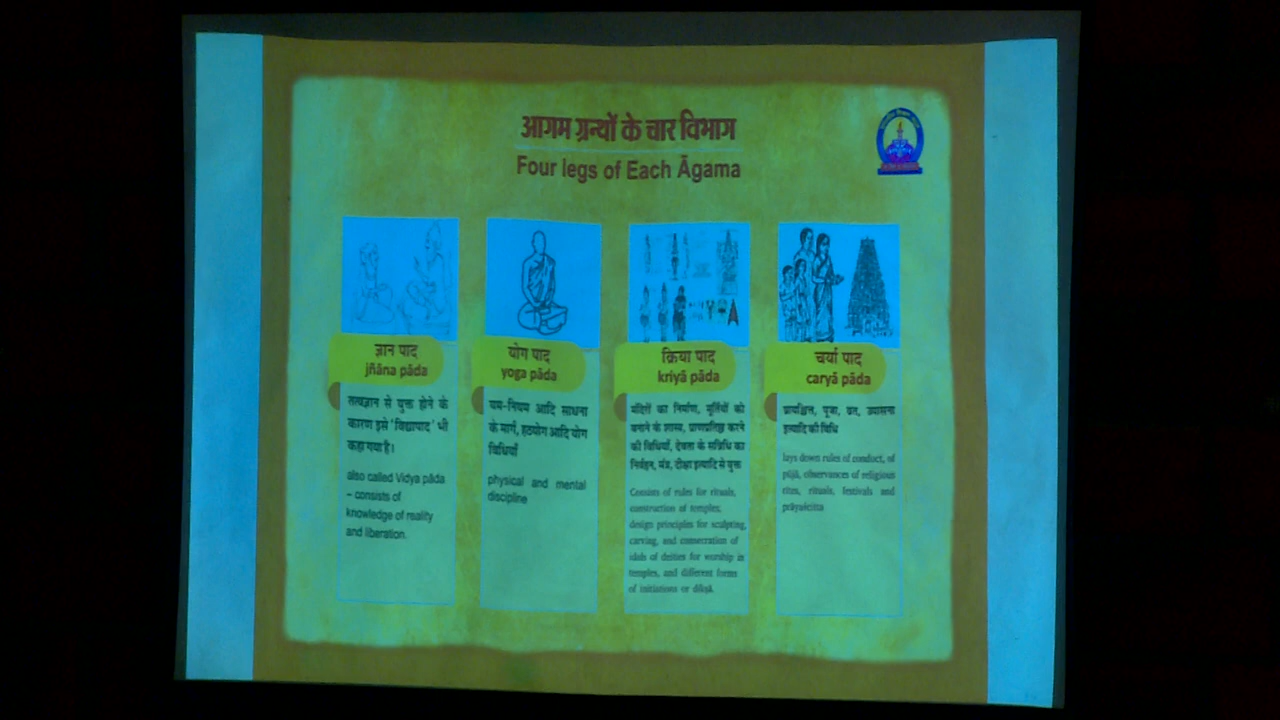 आगम ग्रन्थों के चार विभाग
Four legs of Each Āgama
ज्ञान पाद
jñāna pāda
तत्वज्ञान से युक्त होने के
कारण इसे 'विद्यापाद' भी
कहा गया है।
also called Vidya pāda
– consists of
knowledge of reality
and liberation.
योग पाद
yoga pāda
यम-नियम आदि साधना
के मार्ग, हठयोग आदि योग
विधियाँ
physical and mental
discipline
क्रिया पाद
kriyā pāda
मंदिरों का निर्माण, मूर्तियों को
बनाने के शास्त्र, प्राणप्रतिष्ठा करने
की विधियाँ, देवता के सन्निधि का
निर्वहन, मंत्र, दीक्षा इत्यादि से युक्त
Consists of rules for rituals,
construction of temples;
design principles for sculpting,
carving, and consecration of
idols of deities for worship in
temples, and different forms
of initiations or dīkṣā.
चर्या पाद
caryā pāda
प्रायश्चित्त, पूजा, व्रत, उपासना
इत्यादि की विधि
lays down rules of conduct, of
pūjā, observances of religious
rites, rituals, festivals and
prāyaścitta